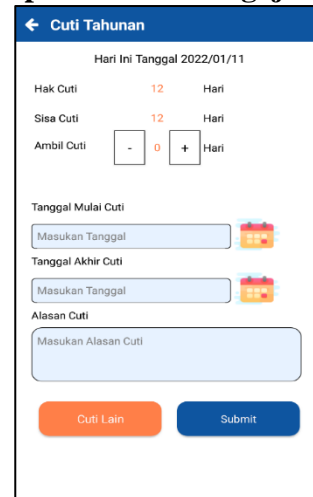 Cuti Tahunan
Hari Ini Tanggal 2022/01/11
Hak Cuti 12 Hari
Sisa Cuti 12 Hari
Ambil Cuti - 0 + Hari
Tanggal Mulai Cuti
Masukan Tanggal
Tanggal Akhir Cuti
Masukan Tanggal
Alasan Cuti
Masukan Alasan Cuti
Cuti Lain Submit